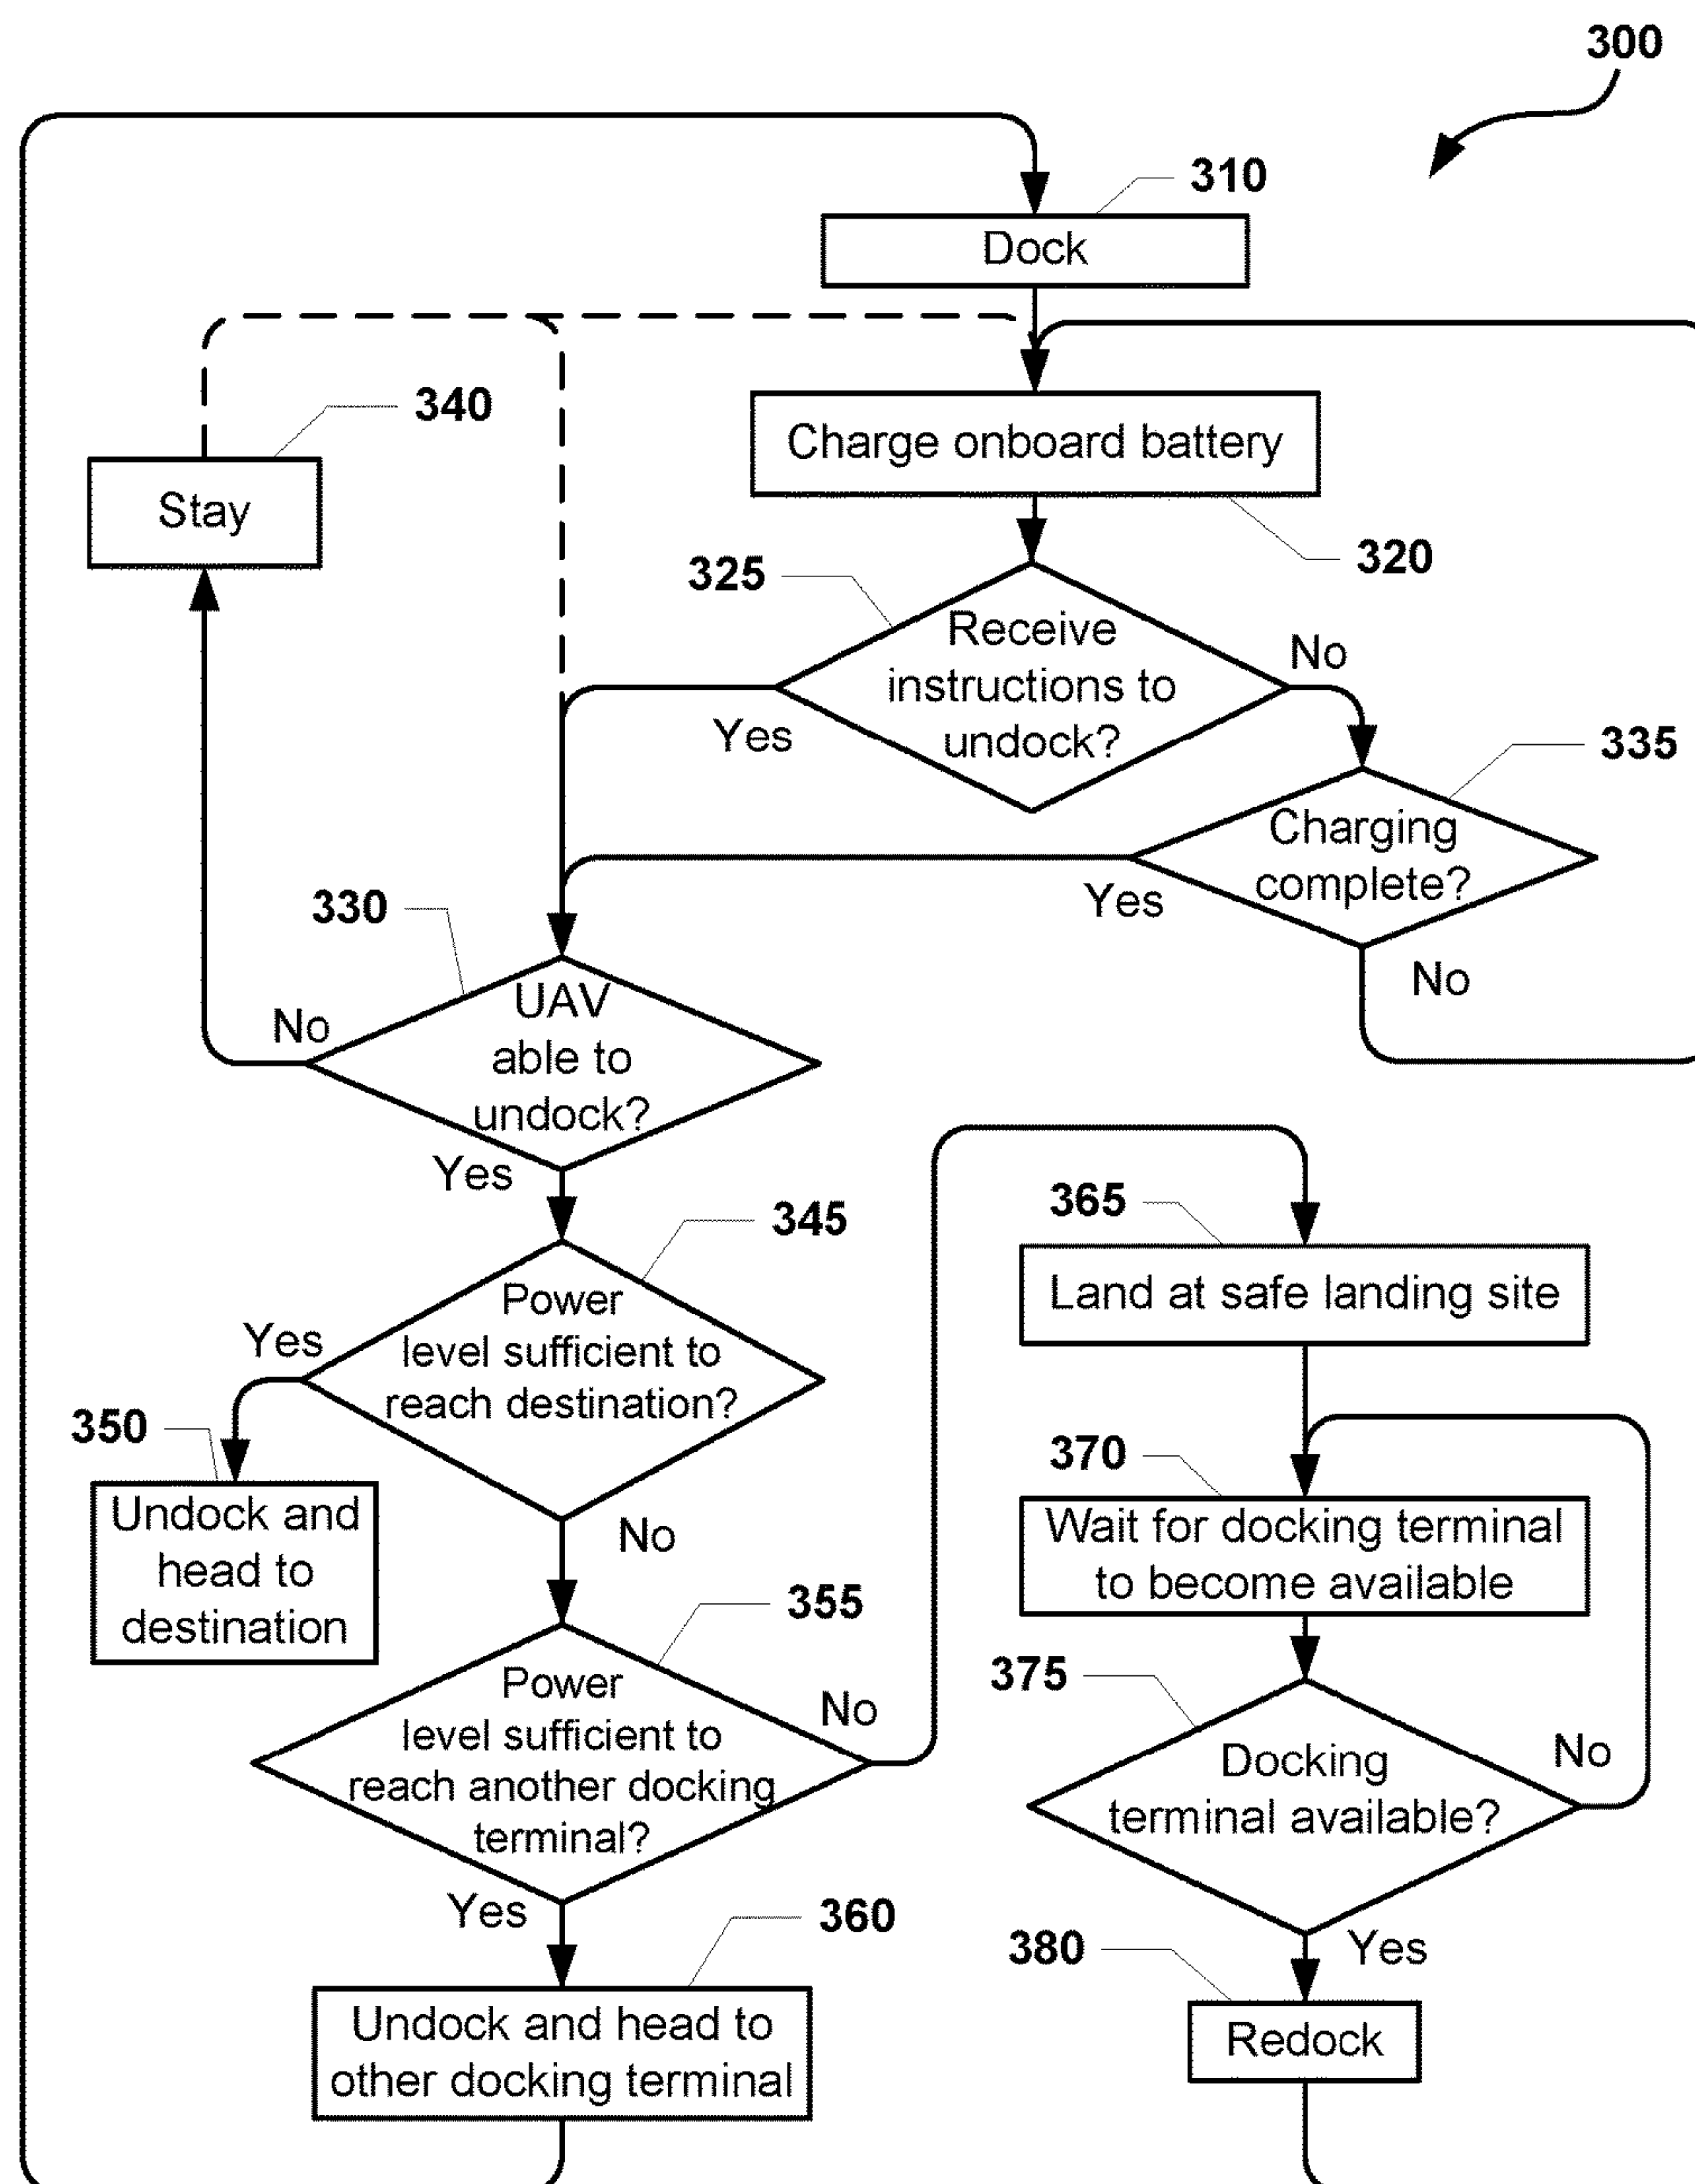 300
310
Dock
340
Stay
Charge onboard battery
320
325
Receive
instructions to
undock?
No
Yes
335
Charging
complete?
Yes
No
330
UAV
able to
undock?
No
Yes
345
Power
level sufficient to
reach destination?
Yes
No
350
Undock and
head to
destination
355
Power
level sufficient to
reach another docking
terminal?
No
Yes
360
Undock and head to
other docking terminal
365
Land at safe landing site
370
Wait for docking terminal
to become available
375
Docking
terminal available?
No
Yes
380
Redock